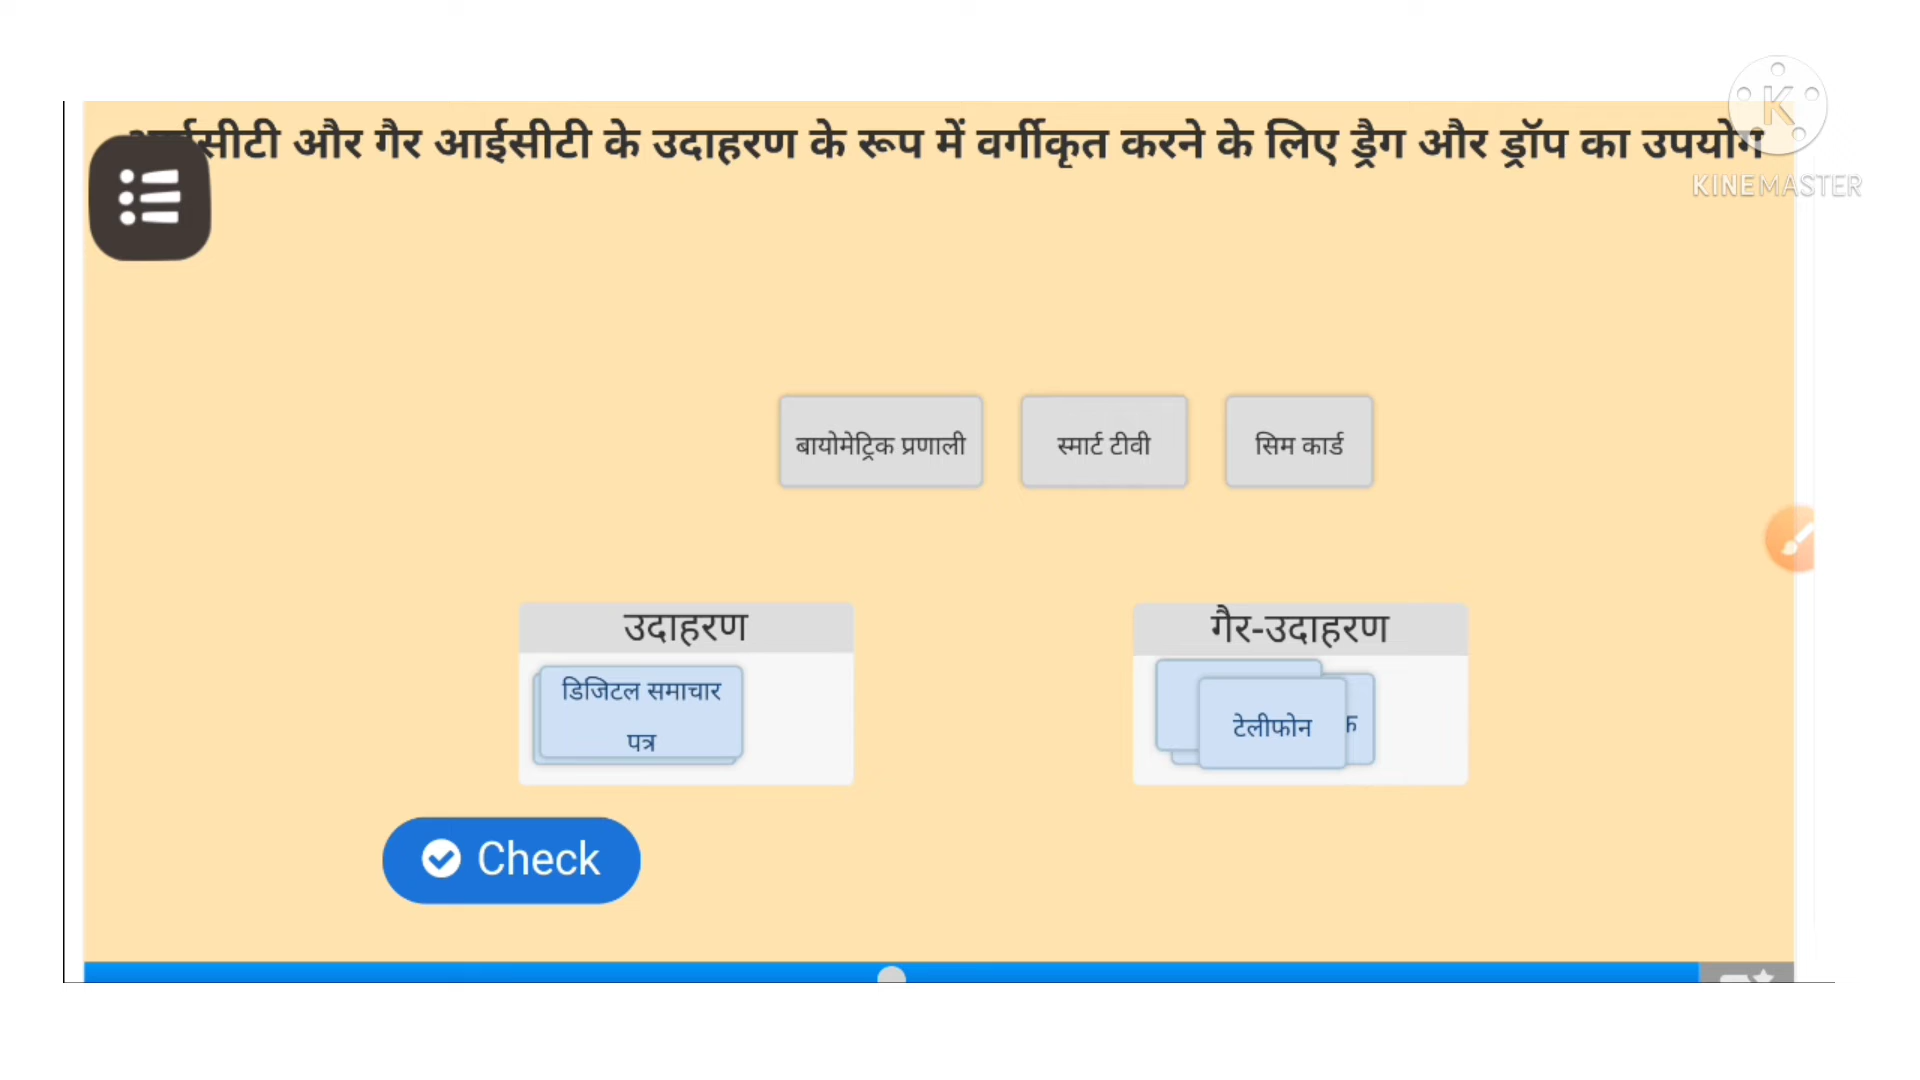 सीटी और गैर आईसीटी के उदाहरण के रूप में वर्गीकृत करने के लिए ड्रैग और ड्रॉप का उपयोग
KINEMASTER
बायोमेट्रिक प्रणाली स्मार्ट टीवी सिम कार्ड
उदाहरण गैर-उदाहरण
डिजिटल समाचार
पत्र
टेलीफोन
Check